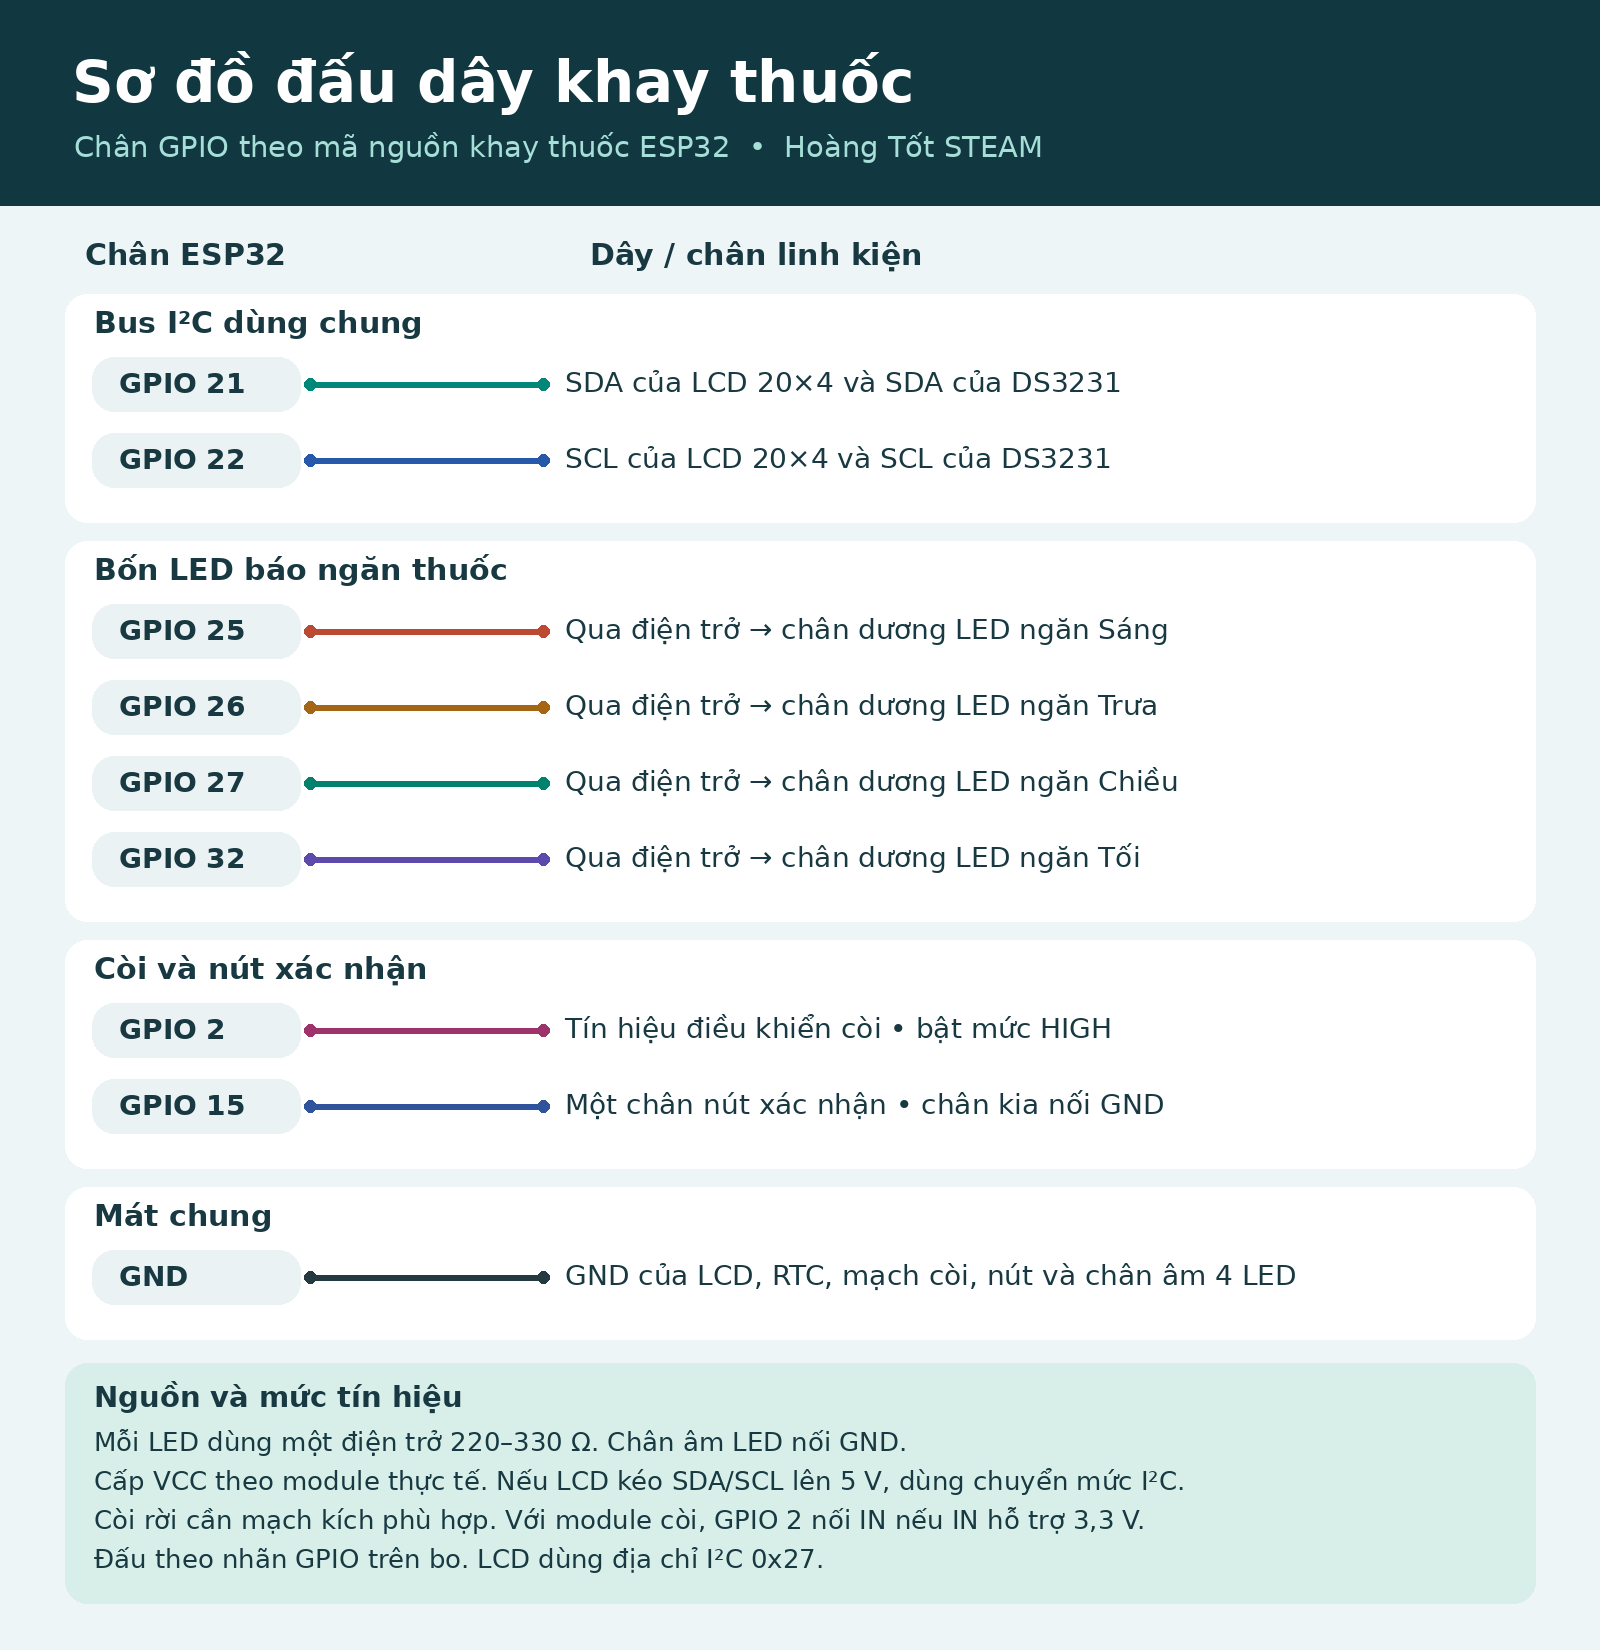 Sơ đồ đấu dây khay thuốc
Chân GPIO theo mã nguồn khay thuốc ESP32 • Hoàng Tốt STEAM
Chân ESP32 Dây / chân linh kiện
Bus I²C dùng chung
GPIO 21 SDA của LCD 20×4 và SDA của DS3231
GPIO 22 SCL của LCD 20×4 và SCL của DS3231
Bốn LED báo ngăn thuốc
GPIO 25 Qua điện trở → chân dương LED ngăn Sáng
GPIO 26 Qua điện trở → chân dương LED ngăn Trưa
GPIO 27 Qua điện trở → chân dương LED ngăn Chiều
GPIO 32 Qua điện trở → chân dương LED ngăn Tối
Còi và nút xác nhận
GPIO 2 Tín hiệu điều khiển còi • bật mức HIGH
GPIO 15 Một chân nút xác nhận • chân kia nối GND
Mát chung
GND GND của LCD, RTC, mạch còi, nút và chân âm 4 LED
Nguồn và mức tín hiệu
Mỗi LED dùng một điện trở 220–330 Ω. Chân âm LED nối GND.
Cấp VCC theo module thực tế. Nếu LCD kéo SDA/SCL lên 5 V, dùng chuyển mức I²C.
Còi rời cần mạch kích phù hợp. Với module còi, GPIO 2 nối IN nếu IN hỗ trợ 3,3 V.
Đấu theo nhãn GPIO trên bo. LCD dùng địa chỉ I²C 0x27.